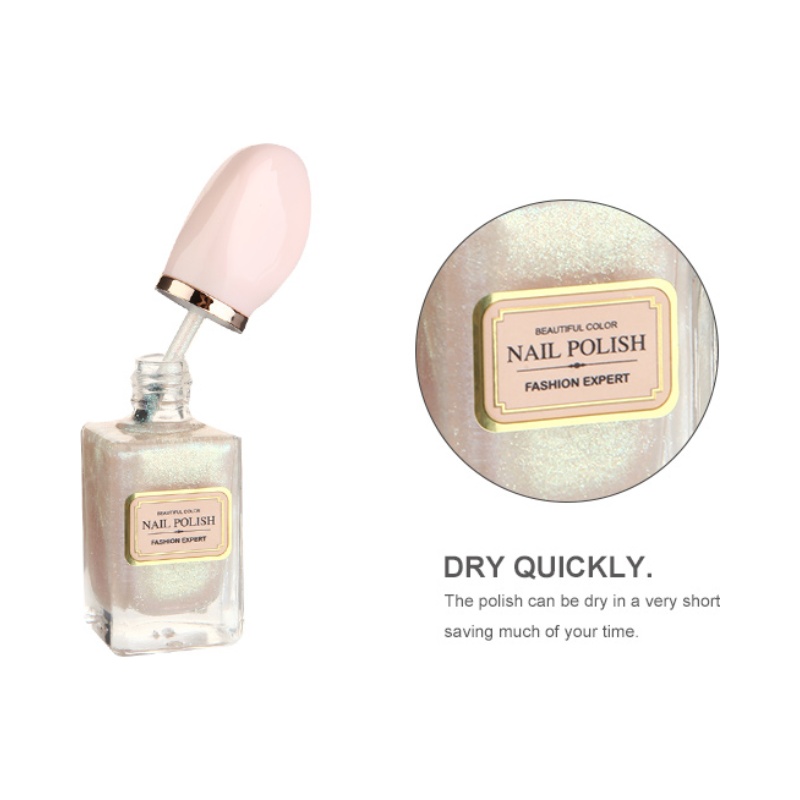 BEAUTIFUL COLOR
NAIL POLISH
FASHION EXPERT
BEAUTIFUL COLOR
NAIL POLISH
FASHION EXPERT
DRY QUICKLY.
The polish can be dry in a very short
saving much of your time.